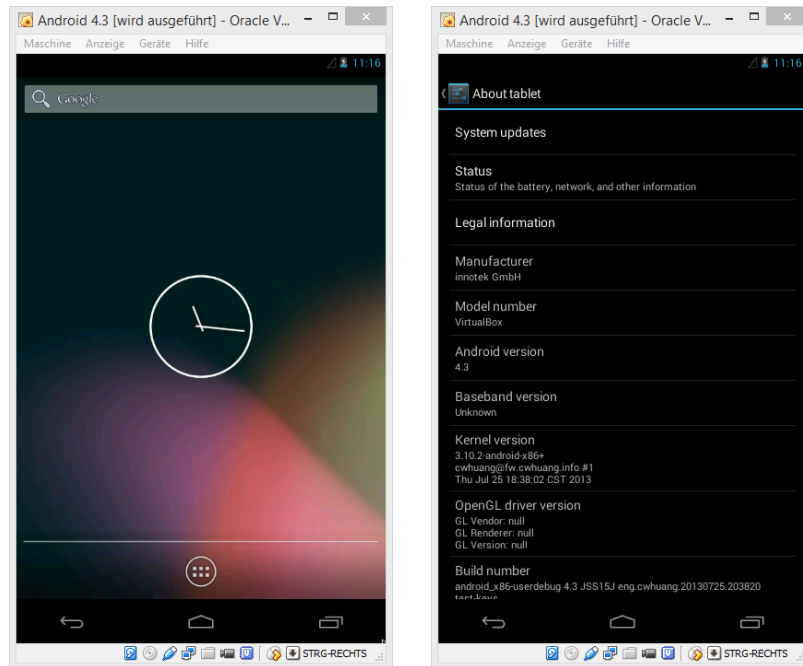 Android 4.3 [wird ausgeführt] - Oracle V...
Maschine Anzeige Geräte Hilfe
11:16
Google
STRG-RECHTS
Android 4.3 [wird ausgeführt] - Oracle V...
Maschine Anzeige Geräte Hilfe
11:16
About tablet
System updates
Status
Status of the battery, network, and other information
Legal information
Manufacturer
innotek GmbH
Model number
VirtualBox
Android version
4.3
Baseband version
Unknown
Kernel version
3.10.2-android-x86+
cwhuang@fw.cwhuang.info #1
Thu Jul 25 18:38:02 CST 2013
OpenGL driver version
GL Vendor: null
GL Renderer: null
GL Version: null
Build number
android_x86-userdebug 4.3 JSS15J eng.cwhuang.20130725.203820
test-keys
STRG-RECHTS